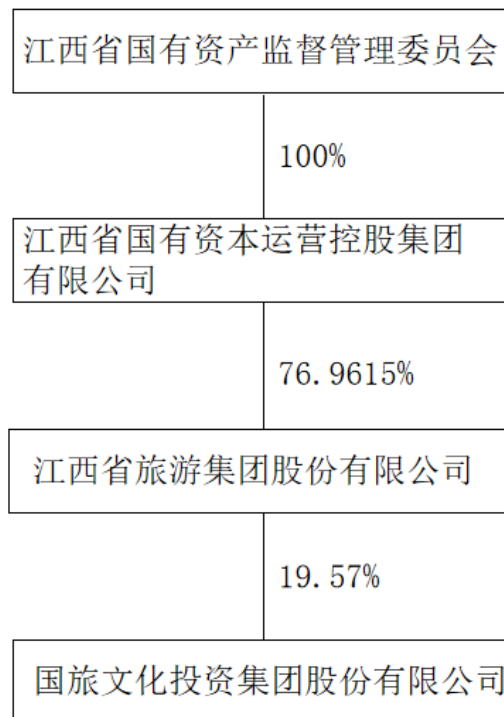 江西省国有资产监督管理委员会
100%
江西省国有资本运营控股集团
有限公司
76.9615%
江西省旅游集团股份有限公司
19.57%
国旅文化投资集团股份有限公司